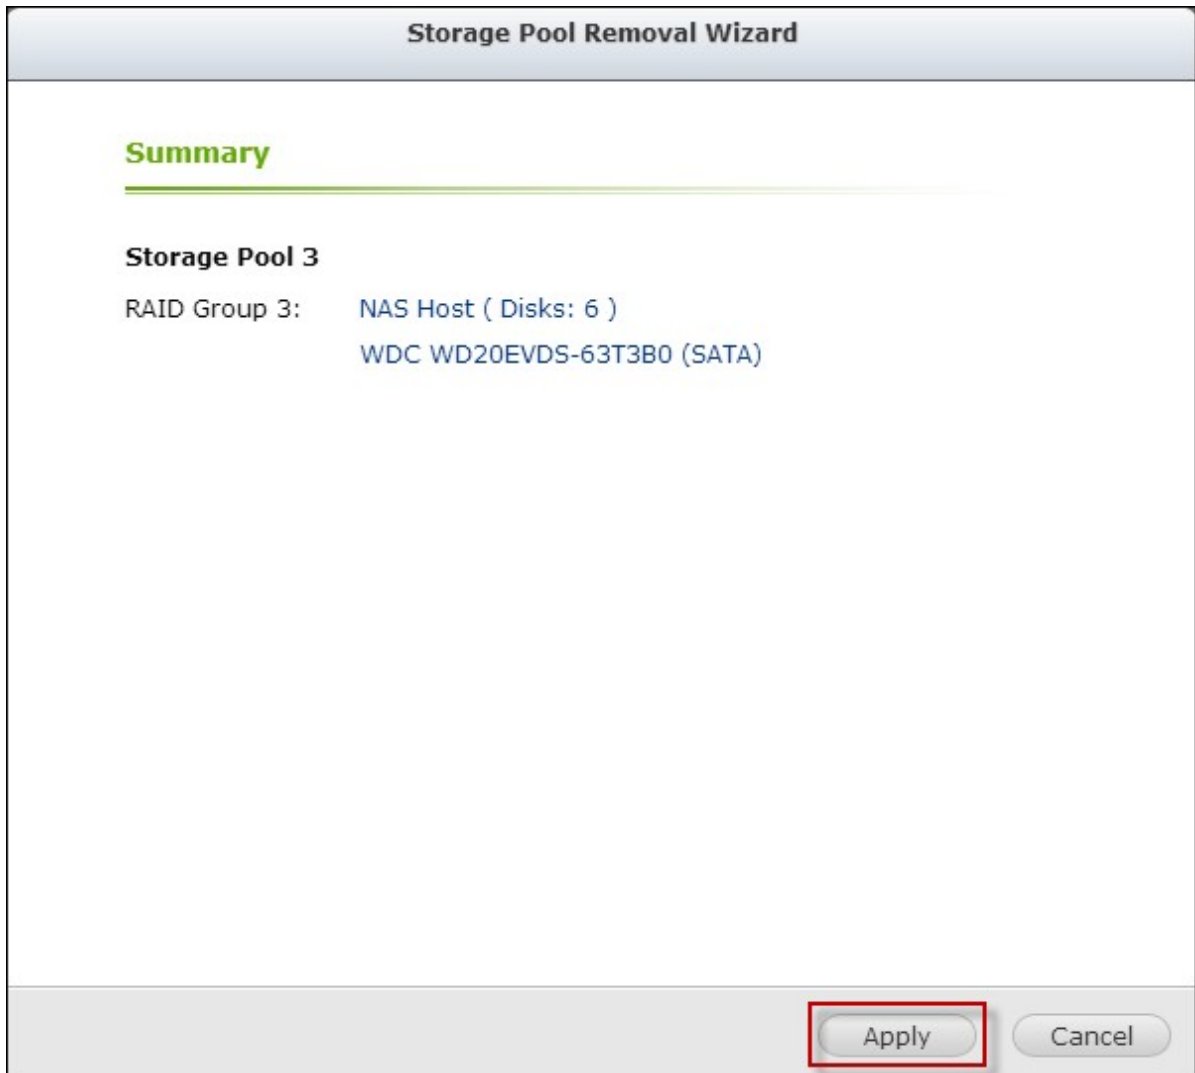 Storage Pool Removal Wizard
Summary
Storage Pool 3
RAID Group 3: NAS Host ( Disks: 6 )
WDC WD20EVDS-63T3B0 (SATA)
Apply Cancel